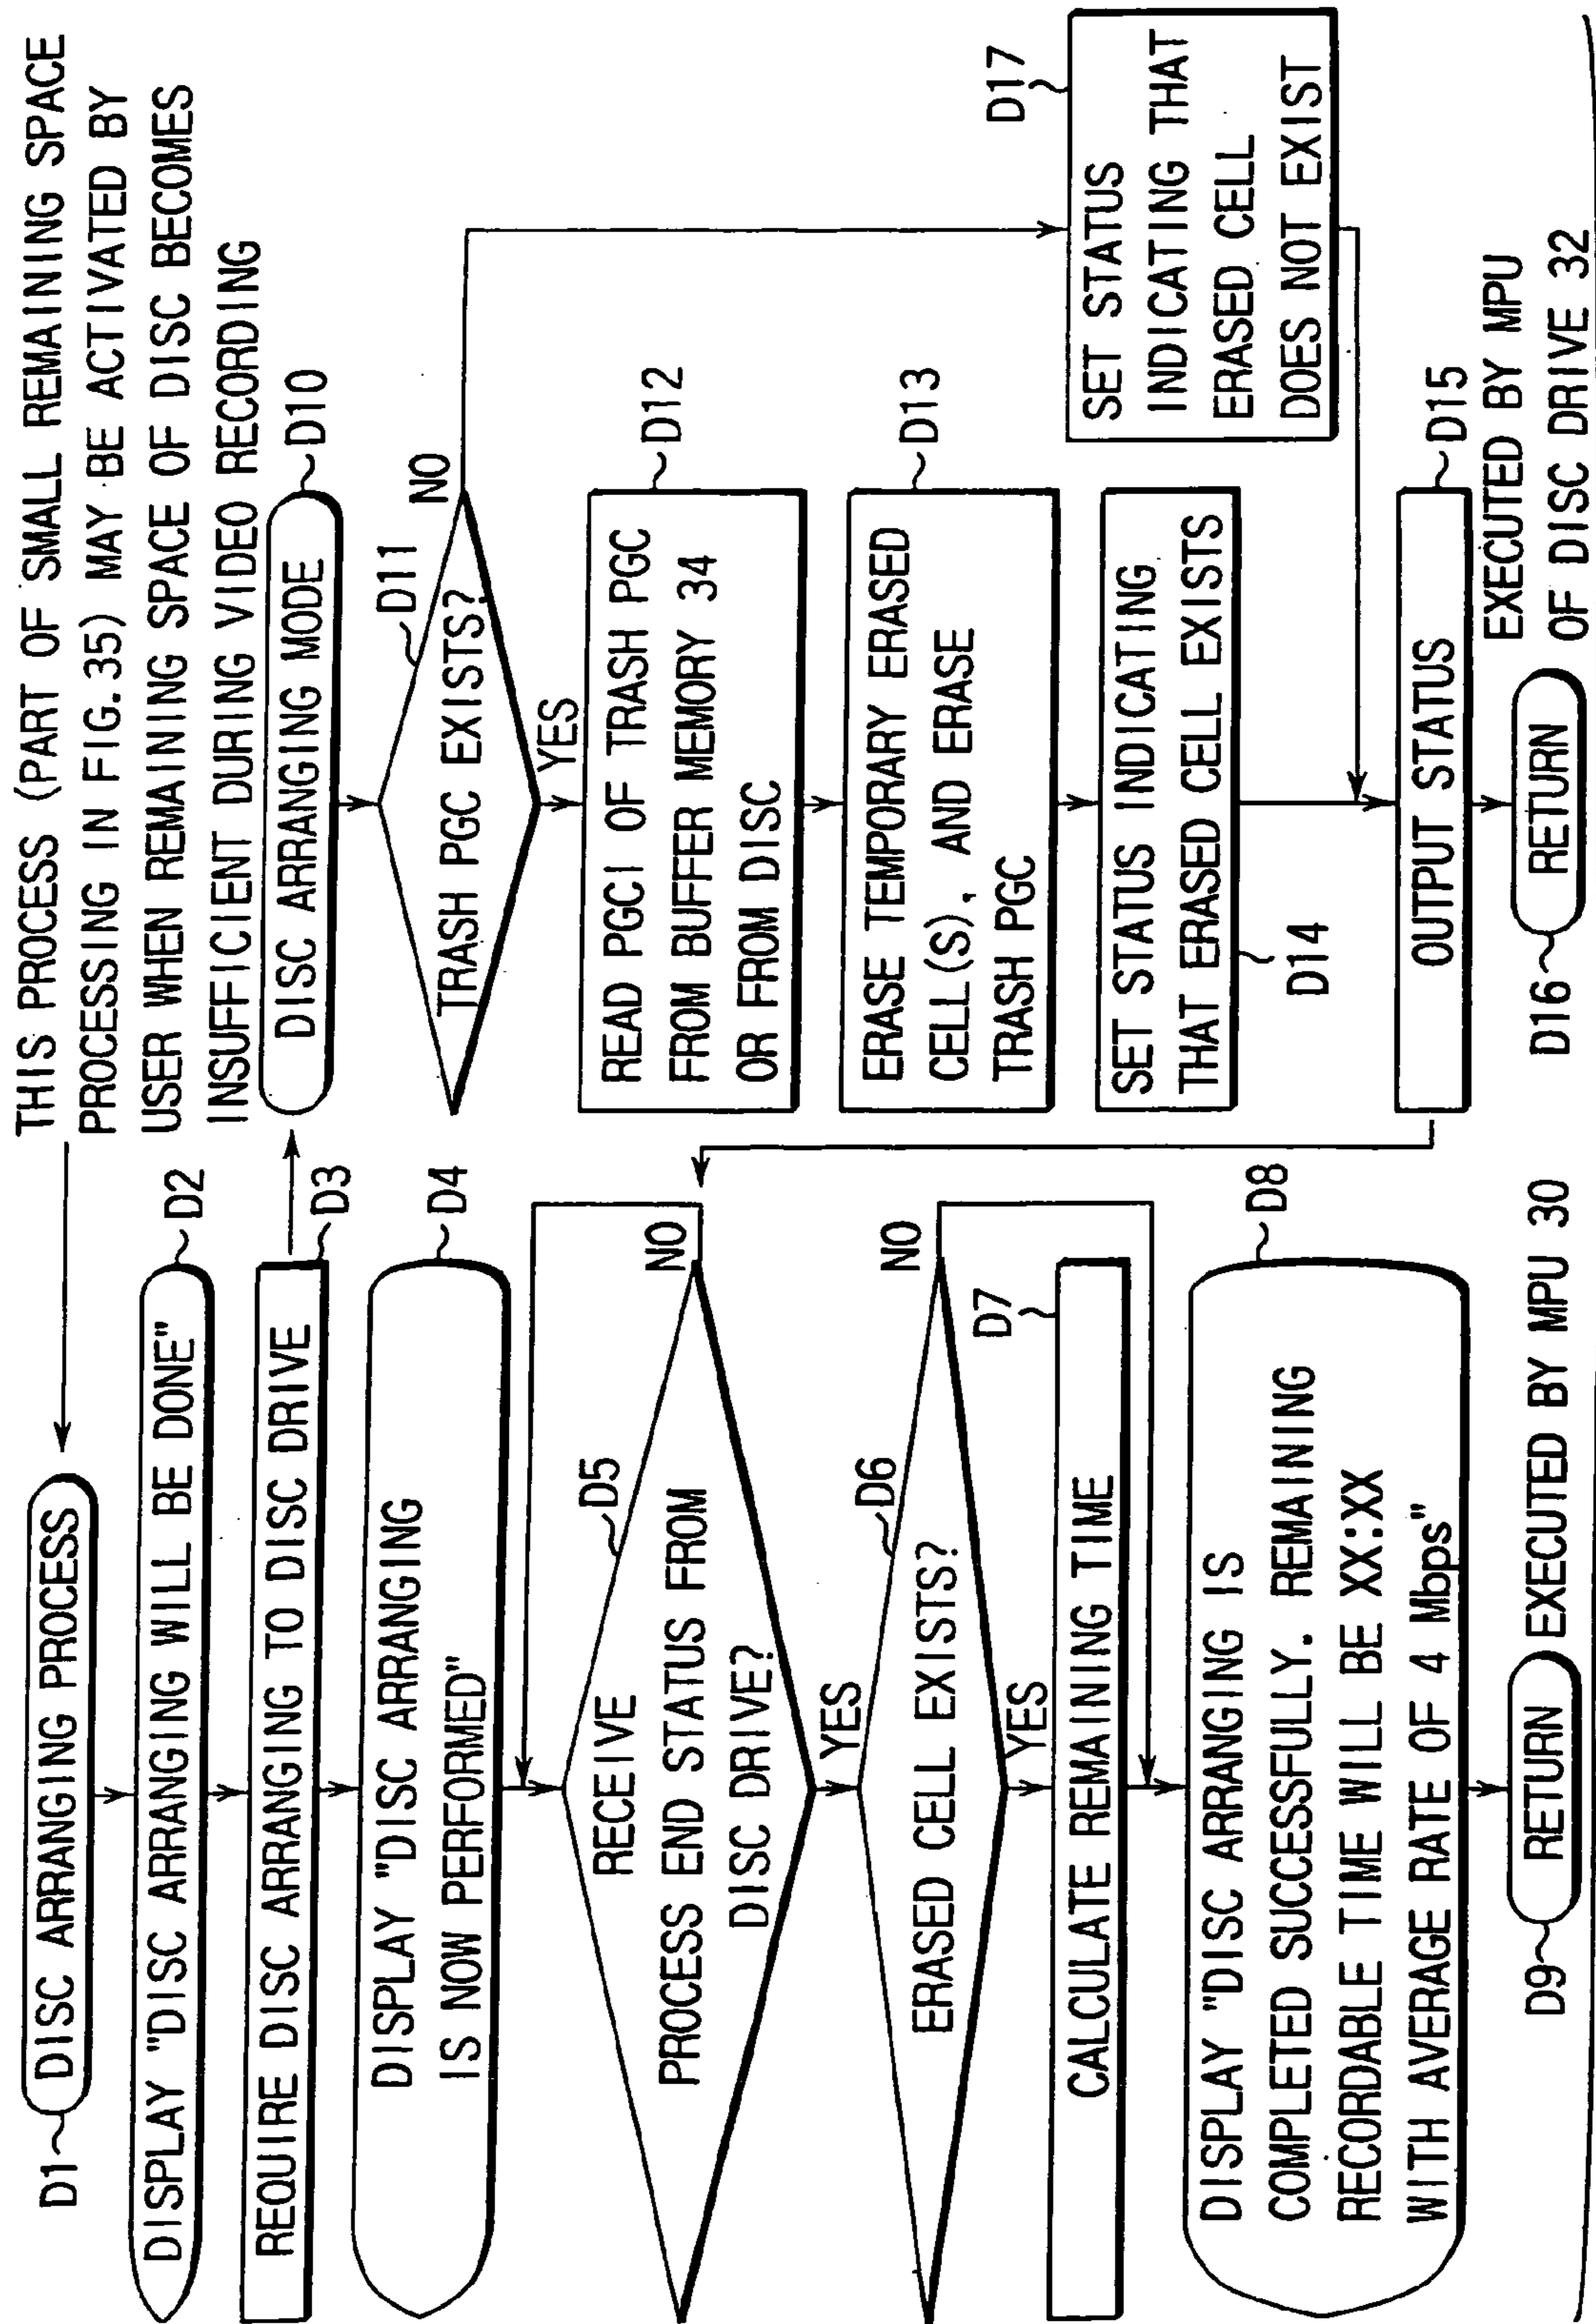 THIS PROCESS (PART OF SMALL REMAINING SPACE
PROCESSING IN FIG.35) MAY BE ACTIVATED BY
USER WHEN REMAINING SPACE OF DISC BECOMES
INSUFFICIENT DURING VIDEO RECORDING
D1
DISC ARRANGING PROCESS
DISPLAY "DISC ARRANGING WILL BE DONE"
D2
REQUIRE DISC ARRANGING TO DISC DRIVE
D3
DISPLAY "DISC ARRANGING
IS NOW PERFORMED"
D4
RECEIVE
PROCESS END STATUS FROM
DISC DRIVE?
D5
NO
YES
ERASED CELL EXISTS?
D6
NO
YES
CALCULATE REMAINING TIME
D7
DISPLAY "DISC ARRANGING IS
COMPLETED SUCCESSFULLY. REMAINING
RECORDABLE TIME WILL BE XX:XX
WITH AVERAGE RATE OF 4 Mbps"
D8
D9
RETURN
EXECUTED BY MPU 30
DISC ARRANGING MODE
D10
TRASH PGC EXISTS?
D11
NO
YES
READ PGCI OF TRASH PGC
FROM BUFFER MEMORY 34
OR FROM DISC
D12
ERASE TEMPORARY ERASED
CELL(S), AND ERASE
TRASH PGC
D13
SET STATUS INDICATING
THAT ERASED CELL EXISTS
D14
SET STATUS
INDICATING THAT
ERASED CELL
DOES NOT EXIST
D17
OUTPUT STATUS
D15
D16
RETURN
EXECUTED BY MPU
OF DISC DRIVE 32